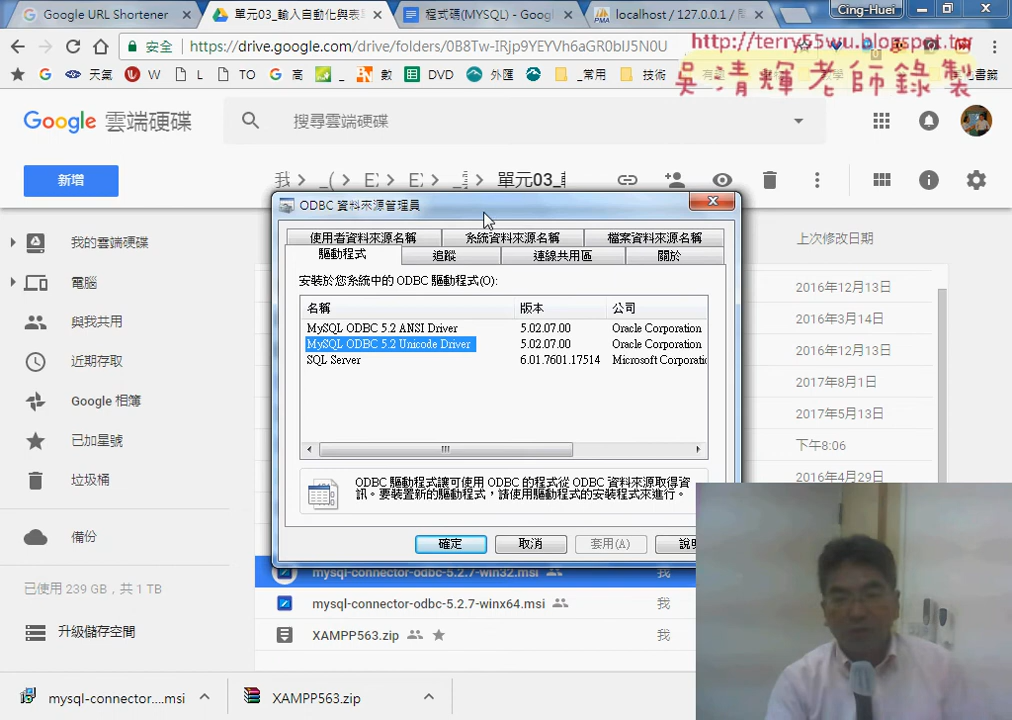 Google URL Shortener
單元03_輸入自動化與表
程式碼(MYSQL) - Goog
localhost / 127.0.0.1 / 
Cing-Huei
安全
https://drive.google.com/drive/folders/0B8Tw-IRjp9YEYVh6aGR0blJ5N0U
http://terry55wu.blogspot.tw
吳清輝老師錄製
天氣
W
L
TO
高
數
DVD
外匯
_常用
技術
書籤
Google 雲端硬碟
搜尋雲端硬碟
新增
我 > _( > E > E > _ > 單元03_
我的雲端硬碟
電腦
與我共用
近期存取
Google 相簿
已加星號
垃圾桶
備份
已使用 239 GB，共 1 TB
升級儲存空間
上次修改日期
2016年12月13日
2016年3月14日
2016年12月13日
2017年8月1日
2017年5月13日
下午8:06
2016年4月29日
ODBC 資料來源管理員
使用者資料來源名稱
系統資料來源名稱
檔案資料來源名稱
驅動程式
追蹤
連線共用區
關於
安裝於您系統中的 ODBC 驅動程式(O):
名稱 版本 公司
MySQL ODBC 5.2 ANSI Driver 5.02.07.00 Oracle Corporation
MySQL ODBC 5.2 Unicode Driver 5.02.07.00 Oracle Corporation
SQL Server 6.01.7601.17514 Microsoft Corporati
ODBC 驅動程式讓可使用 ODBC 的程式從 ODBC 資料來源取得資
訊。要裝置新的驅動程式，請使用驅動程式的安裝程式來進行。
確定
取消
套用(A)
說明
mysql-connector-odbc-5.2.7-win32.msi 我
mysql-connector-odbc-5.2.7-winx64.msi 我
XAMPP563.zip 我
mysql-connector....msi
XAMPP563.zip